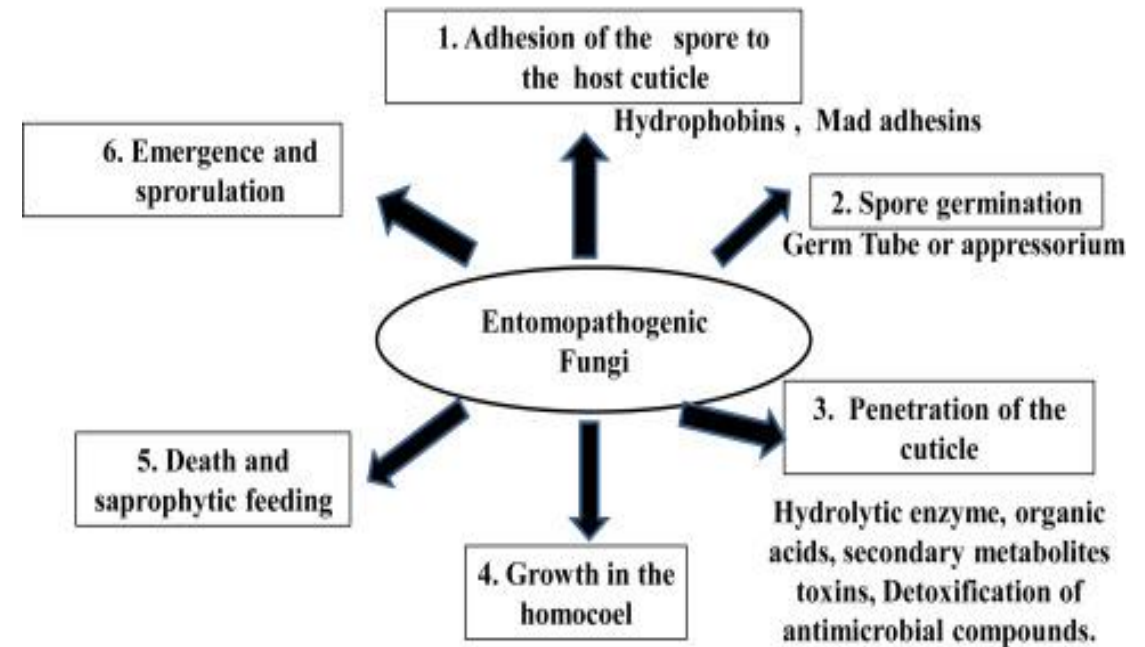 1. Adhesion of the spore to
the host cuticle
Hydrophobins , Mad adhesins
2. Spore germination
Germ Tube or appressorium
3. Penetration of the
cuticle
Hydrolytic enzyme, organic
acids, secondary metabolites
toxins, Detoxification of
antimicrobial compounds.
4. Growth in the
homocoel
5. Death and
saprophytic feeding
6. Emergence and
sprorulation
Entomopathogenic
Fungi